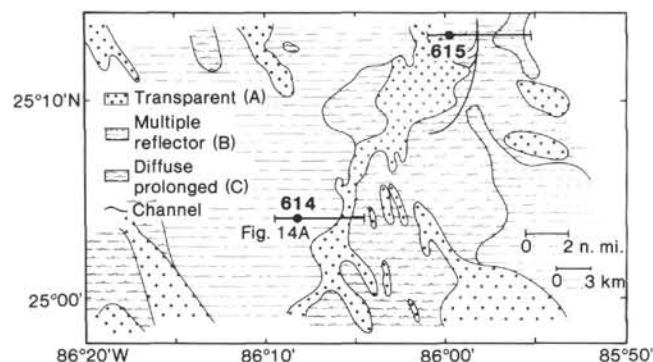 615
25°10'N
Transparent (A)
Multiple
reflector (B)
Diffuse
prolonged (C)
Channel
614
Fig. 14A
0 2 n. mi.
0 3 km
25°00'
86°20'W 86°10' 86°00' 85°50'